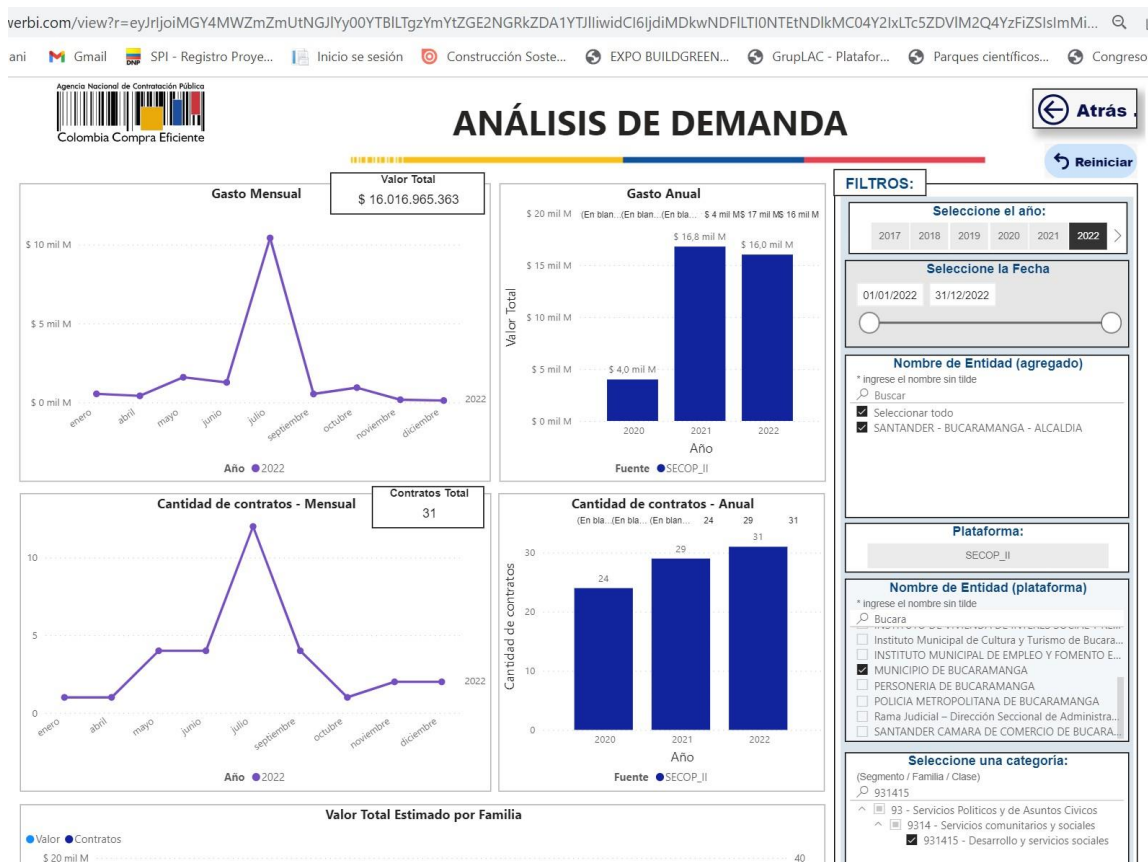 ani Gmail SPI - Registro Proye... Inicio se sesión Construcción Soste... EXPO BUILDGREEN... GrupLAC - Platafor... Parques científicos... Congreso
Agencia Nacional de Contratación Pública
Colombia Compra Eficiente
ANÁLISIS DE DEMANDA
Atrás .
Reiniciar
Gasto Mensual
Valor Total
$ 16.016.965.363
$ 10 mil M
$ 5 mil M
$ 0 mil M
enero abril mayo junio julio septiembre octubre noviembre diciembre
2022
Año 2022
Gasto Anual
$ 20 mil M (En blan...(En blan...(En bla... $ 4 mil M$ 17 mil M$ 16 mil M
$ 16,8 mil M
$ 16,0 mil M
$ 15 mil M
$ 10 mil M
$ 5 mil M
$ 4,0 mil M
$ 0 mil M
Valor Total
2020 2021 2022
Año
Fuente SECOP_II
Cantidad de contratos - Mensual
Contratos Total
31
10
5
0
enero abril mayo junio julio septiembre octubre noviembre diciembre
2022
Año 2022
Cantidad de contratos - Anual
(En bla...(En bla... (En blan... 24 29 31
30
20
10
0
24
29
31
Cantidad de contratos
2020 2021 2022
Año
Fuente SECOP_II
Valor Total Estimado por Familia
Valor Contratos
$ 20 mil M
40
FILTROS:
Seleccione el año:
2017 2018 2019 2020 2021 2022
Seleccione la Fecha
01/01/2022 31/12/2022
Nombre de Entidad (agregado)
* ingrese el nombre sin tilde
Buscar
Seleccionar todo
SANTANDER - BUCARAMANGA - ALCALDIA
Plataforma:
SECOP_II
Nombre de Entidad (plataforma)
* ingrese el nombre sin tilde
Bucara
Instituto Municipal de Cultura y Turismo de Bucara...
INSTITUTO MUNICIPAL DE EMPLEO Y FOMENTO E...
MUNICIPIO DE BUCARAMANGA
PERSONERIA DE BUCARAMANGA
POLICIA METROPOLITANA DE BUCARAMANGA
Rama Judicial – Dirección Seccional de Administra...
SANTANDER CAMARA DE COMERCIO DE BUCARA...
Seleccione una categoría:
(Segmento / Familia / Clase)
931415
93 - Servicios Politicos y de Asuntos Civicos
9314 - Servicios comunitarios y sociales
931415 - Desarrollo y servicios sociales